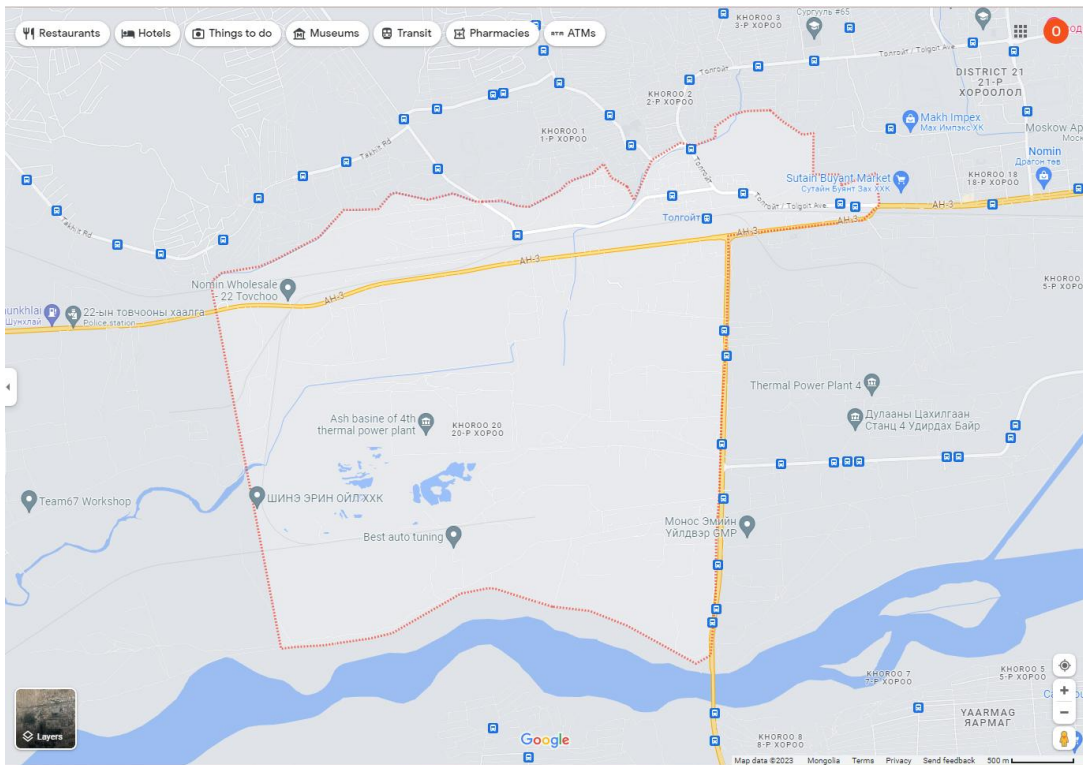 Restaurants
Hotels
Things to do
Museums
Transit
Pharmacies
ATM ATMs
O
KHOROO 3
3-Р ХОРОО
Сургууль #65
Толгойт / Tolgoit Ave
DISTRICT 21
21-Р
ХОРООЛОЛ
KHOROO 2
2-Р ХОРОО
KHOROO 1
1-Р ХОРОО
Takhit Rd
Makh Impex
Мах Импэкс ХК
Moskow Ap
Nomin
Драгон төв
KHOROO 18
18-Р ХОРОО
Sutain Buyant Market
Сутайн Буянт Зах ХХК
Толгойт
Толгойт / Tolgoit Ave
Толгойт
AH-3
AH-3
AH-3
AH-3
Takhit Rd
Nomin Wholesale
22 Tovchoo
22-ын товчооны хаалга
Police station
unkhlai
Шунхлай
KHOROO
5-Р ХОРОО
Thermal Power Plant 4
Дулааны Цахилгаан
Станц 4 Удирдах Байр
Ash basine of 4th
thermal power plant
KHOROO 20
20-Р ХОРОО
Team67 Workshop
ШИНЭ ЭРИН ОЙЛ ХХК
Best auto tuning
Монос Эмийн
Үйлдвэр GMP
KHOROO 7
7-Р ХОРОО
KHOROO 5
5-Р ХОРОО
YAARMAG
ЯАРМАГ
KHOROO 8
8-Р ХОРОО
Layers
Google
Map data ©2023 Mongolia Terms Privacy Send feedback 500 m